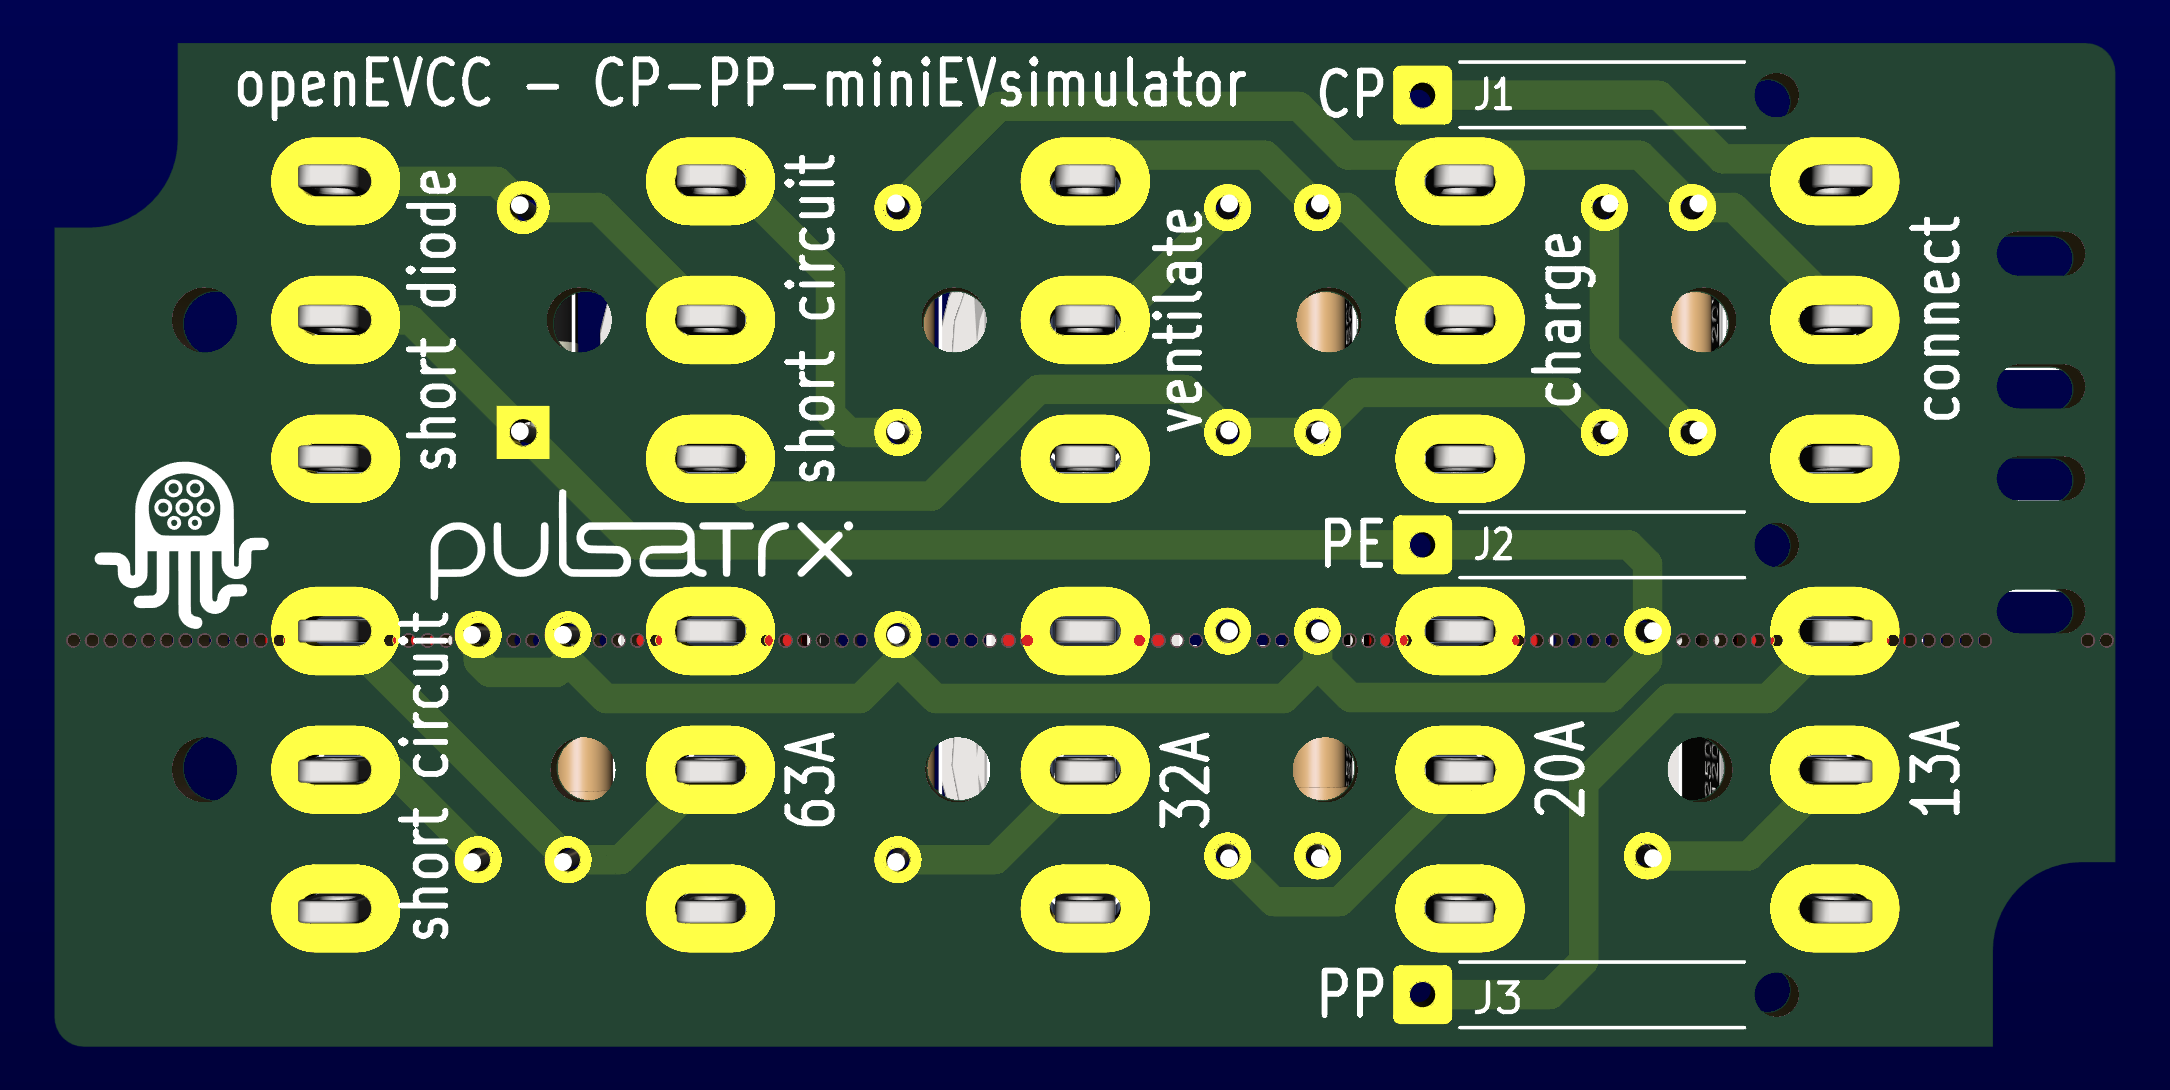 openEVCC - CP-PP-miniEVsimulator
CP
J1
short diode
short circuit
ventilate
charge
connect
pulsatrx
PE
J2
short circuit
63A
32A
20A
13A
PP
J3